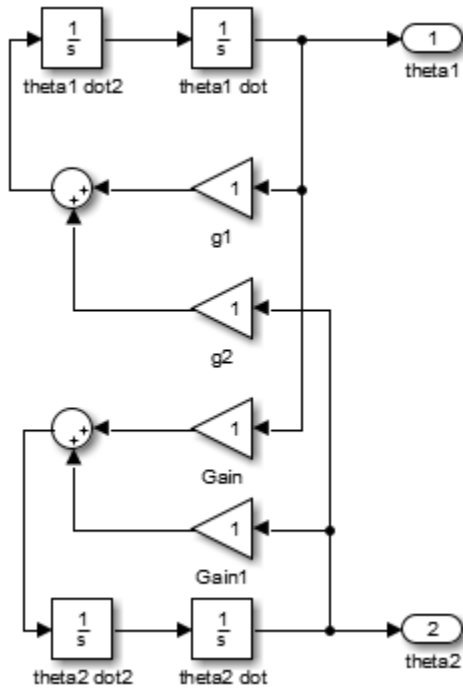 1
s
1
s
1
theta1 dot2
theta1 dot
theta1
1
+
+
g1
1
g2
1
+
+
Gain
1
Gain1
1
s
1
s
2
theta2 dot2
theta2 dot
theta2